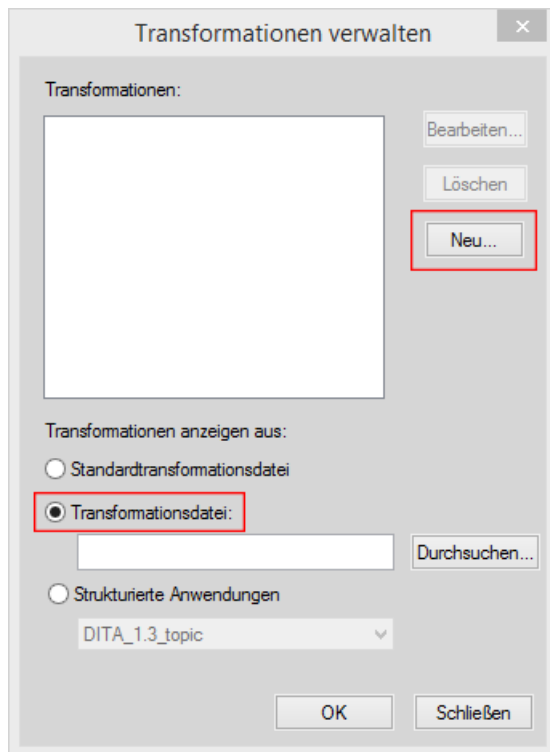 Transformationen verwalten
Transformationen:
Bearbeiten...
Löschen
Neu...
Transformationen anzeigen aus:
Standardtransformationsdatei
Transformationsdatei:
Durchsuchen...
Strukturierte Anwendungen
DITA_1.3_topic
OK Schließen